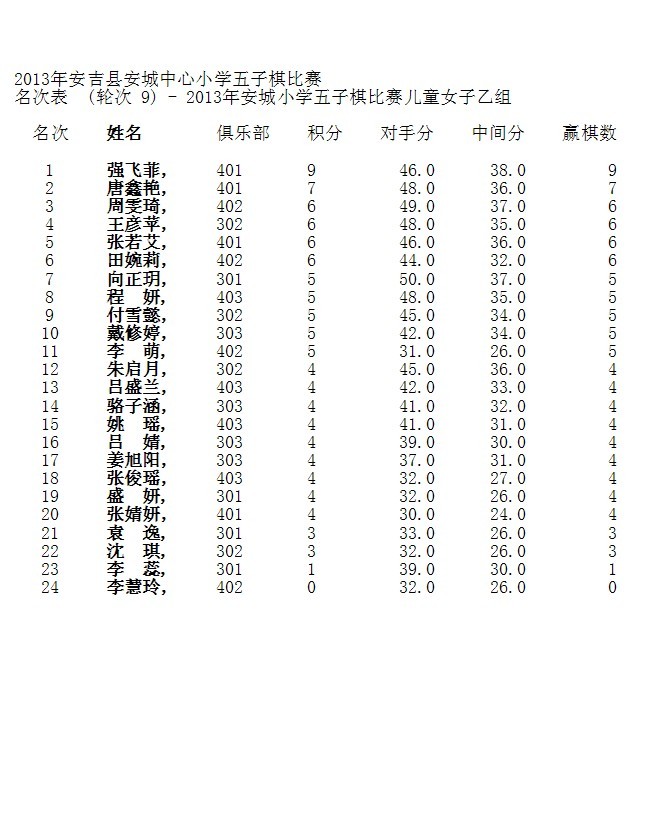 2013年安吉县安城中心小学五子棋比赛
名次表 (轮次 9) - 2013年安城小学五子棋比赛儿童女子乙组
名次 姓名 俱乐部 积分 对手分 中间分 赢棋数
1 强飞菲, 401 9 46.0 38.0 9
2 唐鑫艳, 401 7 48.0 36.0 7
3 周雯琦, 402 6 49.0 37.0 6
4 王彦苹, 302 6 48.0 35.0 6
5 张若艾, 401 6 46.0 36.0 6
6 田婉莉, 402 6 44.0 32.0 6
7 向正玥, 301 5 50.0 37.0 5
8 程 妍, 403 5 48.0 35.0 5
9 付雪懿, 302 5 45.0 34.0 5
10 戴修婷, 303 5 42.0 34.0 5
11 李 萌, 402 5 31.0 26.0 5
12 朱启月, 302 4 45.0 36.0 4
13 吕盛兰, 403 4 42.0 33.0 4
14 骆子涵, 303 4 41.0 32.0 4
15 姚 瑶, 403 4 41.0 31.0 4
16 吕 婧, 303 4 39.0 30.0 4
17 姜旭阳, 303 4 37.0 31.0 4
18 张俊瑶, 403 4 32.0 27.0 4
19 盛 妍, 301 4 32.0 26.0 4
20 张婧妍, 401 4 30.0 24.0 4
21 袁 逸, 301 3 33.0 26.0 3
22 沈 琪, 302 3 32.0 26.0 3
23 李 蕊, 301 1 39.0 30.0 1
24 李慧玲, 402 0 32.0 26.0 0